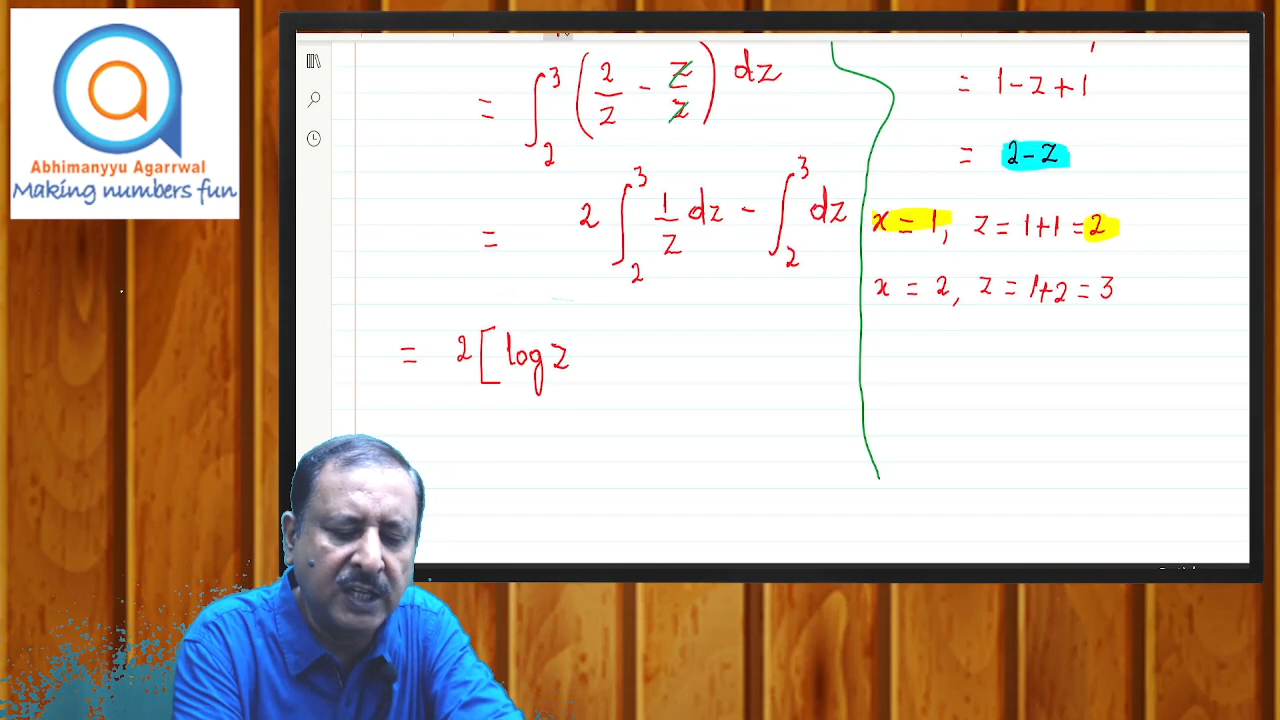 Abhimanyyu Agarrwal
Making numbers fun
= ∫₂³ (2/z - z/z) dz
= 2 ∫₂³ 1/z dz - ∫₂³ dz
= 2 [log z
= 1 - z + 1
= 2 - z
x = 1, z = 1+1 = 2
x = 2, z = 1+2 = 3